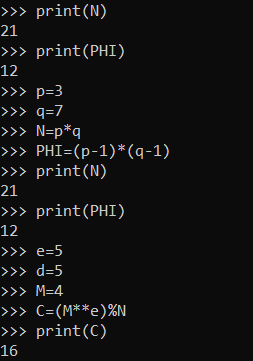 >>> print(N)
21
>>> print(PHI)
12
>>> p=3
>>> q=7
>>> N=p*q
>>> PHI=(p-1)*(q-1)
>>> print(N)
21
>>> print(PHI)
12
>>> e=5
>>> d=5
>>> M=4
>>> C=(M**e)%N
>>> print(C)
16